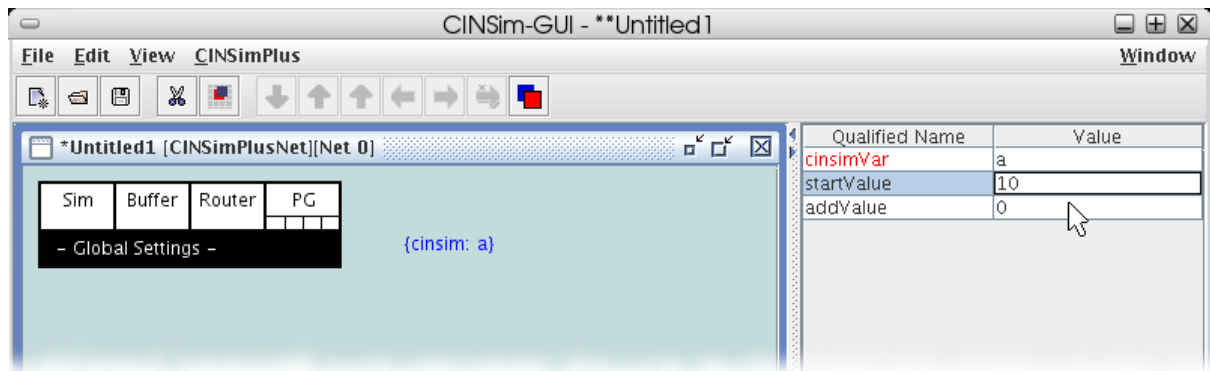 CINSim-GUI - **Untitled1
File Edit View CINSimPlus Window
*Untitled1 [CINSimPlusNet][Net 0]
Sim Buffer Router PG
- Global Settings -
{cinsim: a}
Qualified Name Value
cinsimVar a
startValue 10
addValue 0